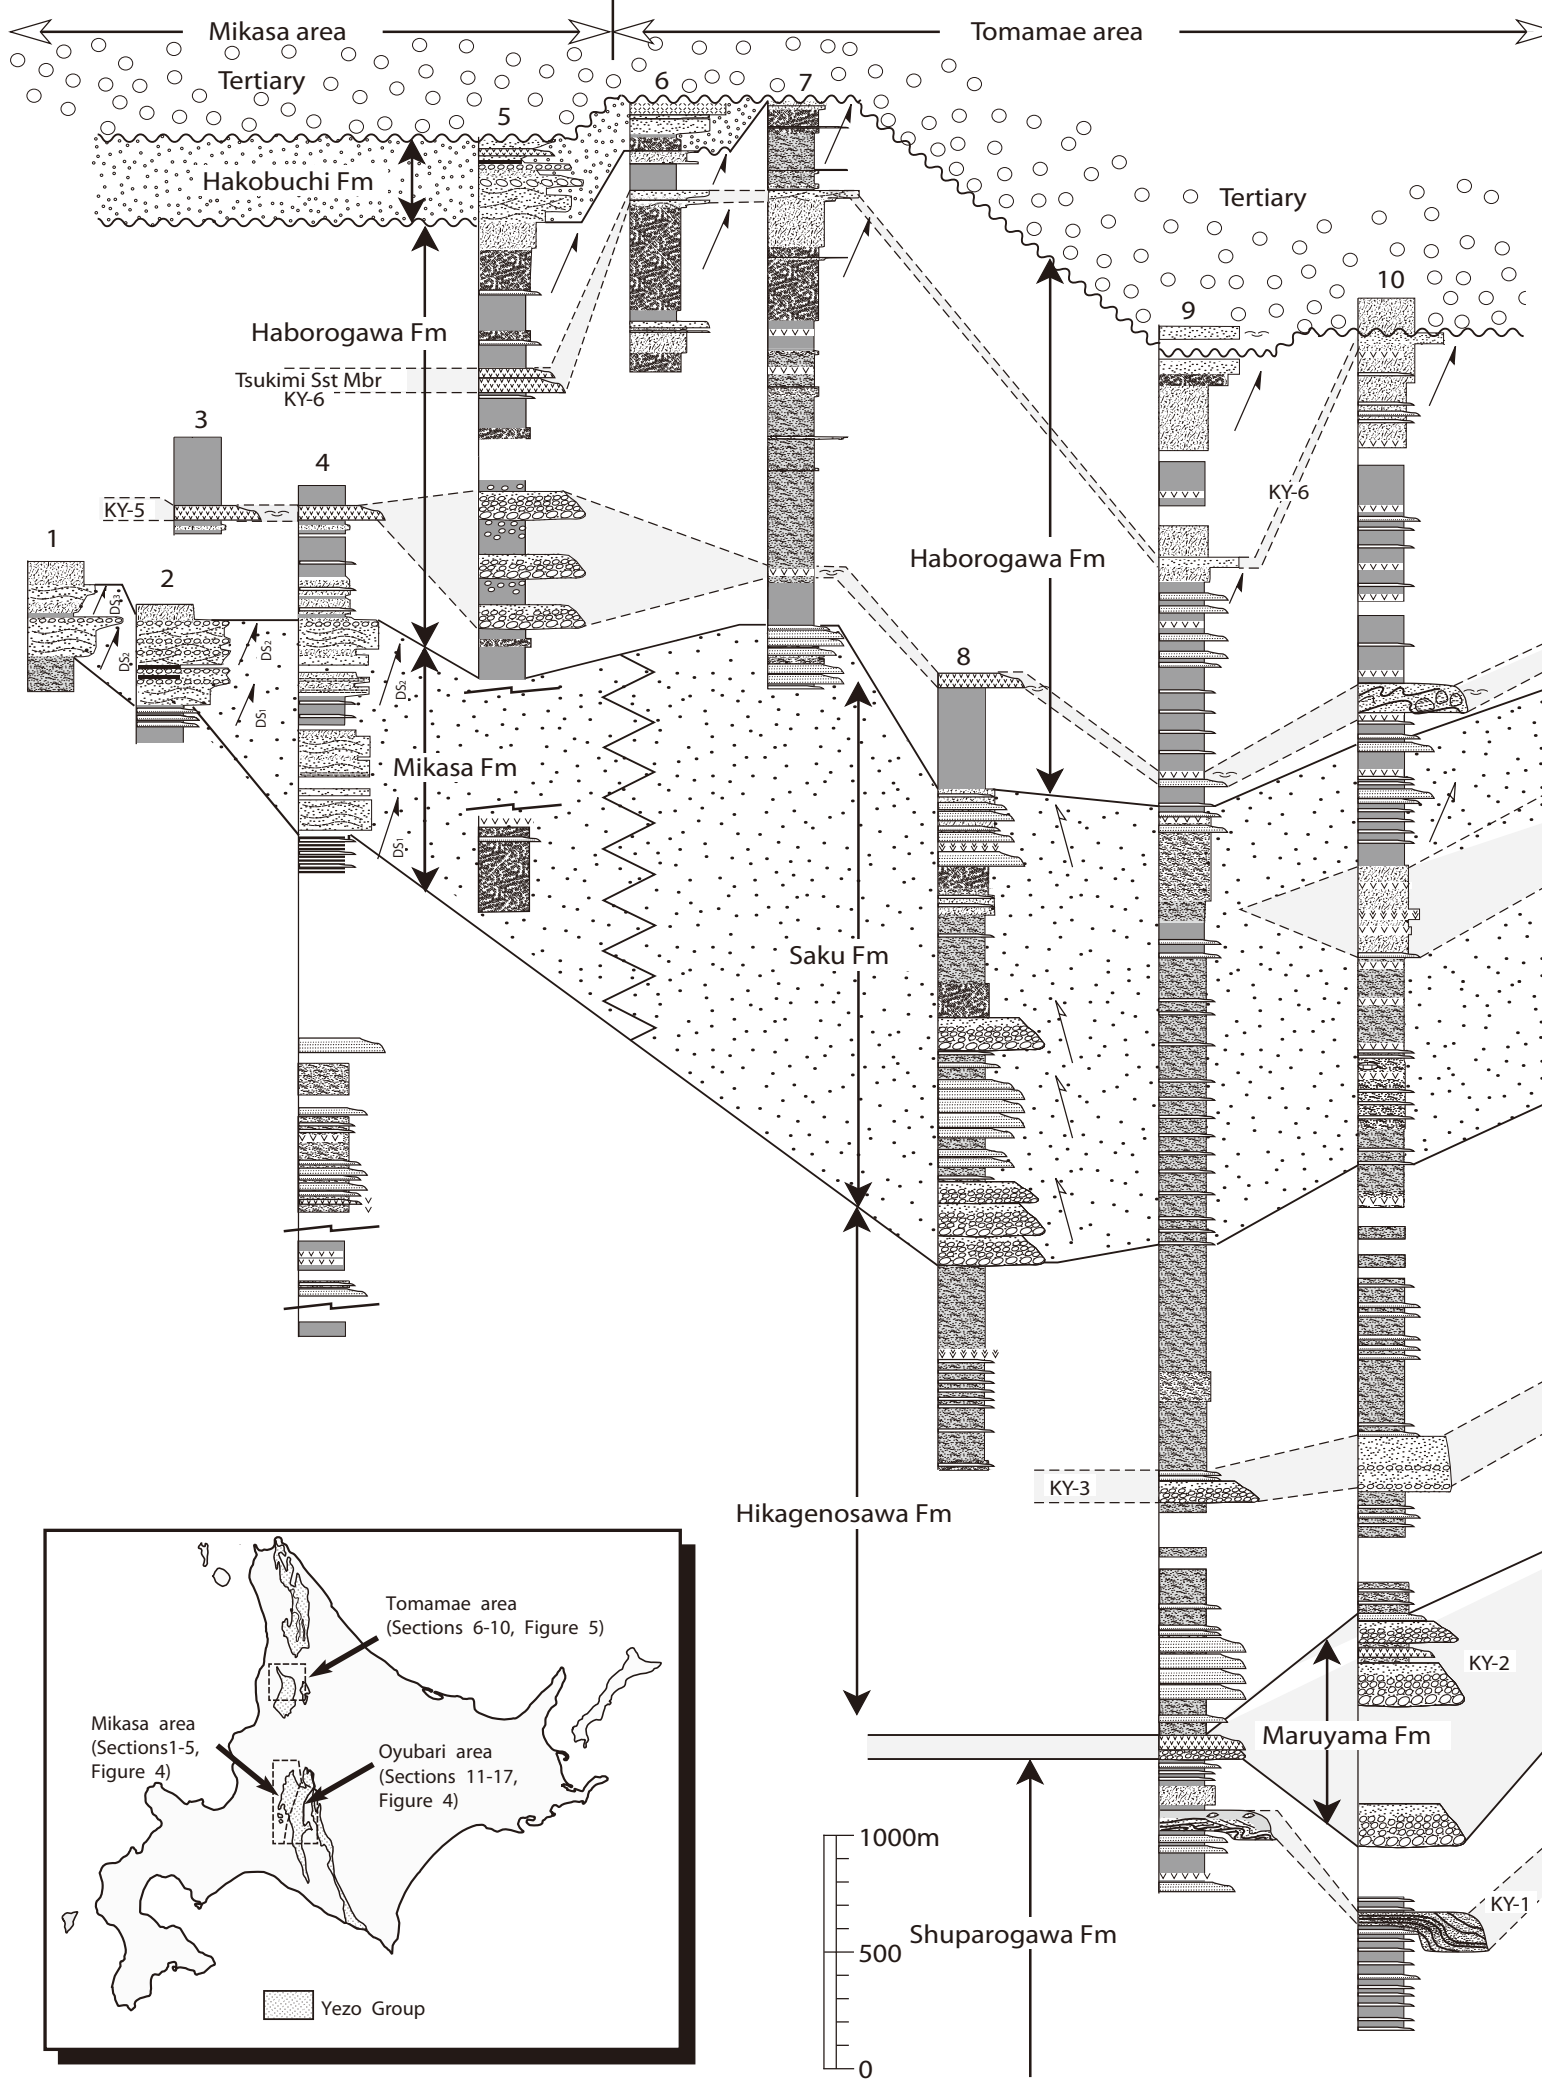 Mikasa area
Tomamae area
Tertiary
6
7
5
Hakobuchi Fm
Tertiary
10
9
Haborogawa Fm
Tsukimi Sst Mbr
KY-6
3
4
KY-6
KY-5
1
2
Haborogawa Fm
DS3
DS2
DS2
DS1
DS2
8
Mikasa Fm
DS1
Saku Fm
KY-3
Hikagenosawa Fm
Tomamae area
(Sections 6-10, Figure 5)
KY-2
Mikasa area
(Sections1-5,
Figure 4)
Oyubari area
(Sections 11-17,
Figure 4)
Maruyama Fm
1000m
KY-1
500
Shuparogawa Fm
Yezo Group
0